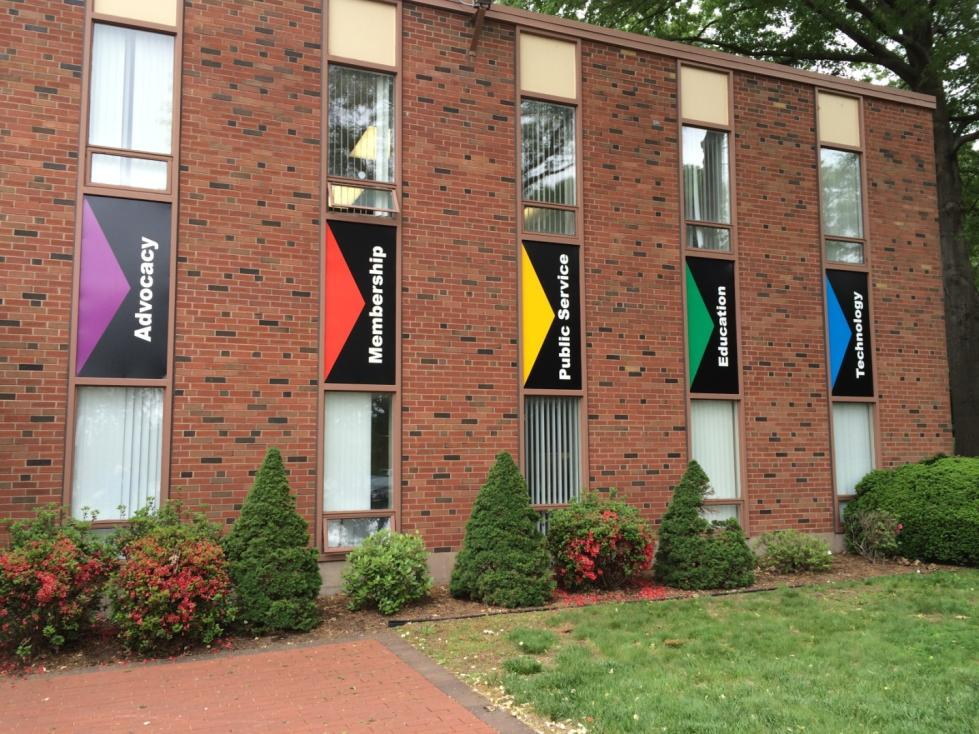 Advocacy
Membership
Public Service
Education
Technology